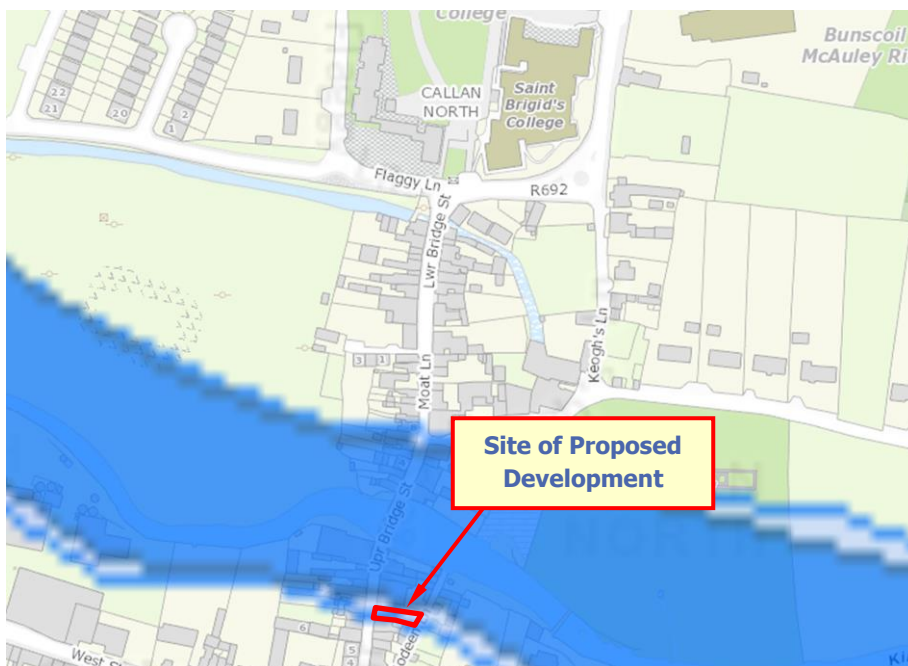 College
Bunscoil
McAuley Ri
CALLAN
NORTH
Saint
Brigid's
College
22
21
20
2
1
Flaggy Ln
R692
Lwr Bridge St
Keogh's Ln
3
1
Moat Ln
Site of Proposed
Development
NORTH
Upr Bridge St
6
5
4
West St
Ki